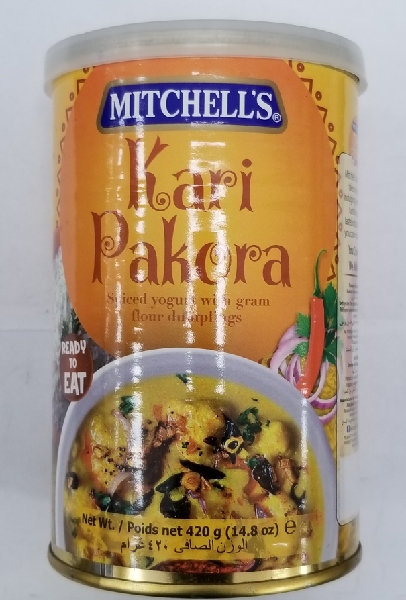 MITCHELL'S®
Kari
Pakora
Spiced yogurt with gram
flour dumplings
READY
TO
EAT
Net Wt. / Poids net 420 g (14.8 oz) ℮
الوزن الصافي ٤٢٠ غرام